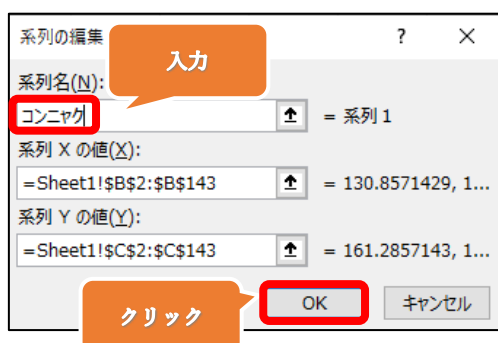 系列の編集 ? ×
入力
系列名(N):
コンニャク = 系列 1
系列 X の値(X):
=Sheet1!$B$2:$B$143 = 130.8571429, 1...
系列 Y の値(Y):
=Sheet1!$C$2:$C$143 = 161.2857143, 1...
クリック
OK キャンセル